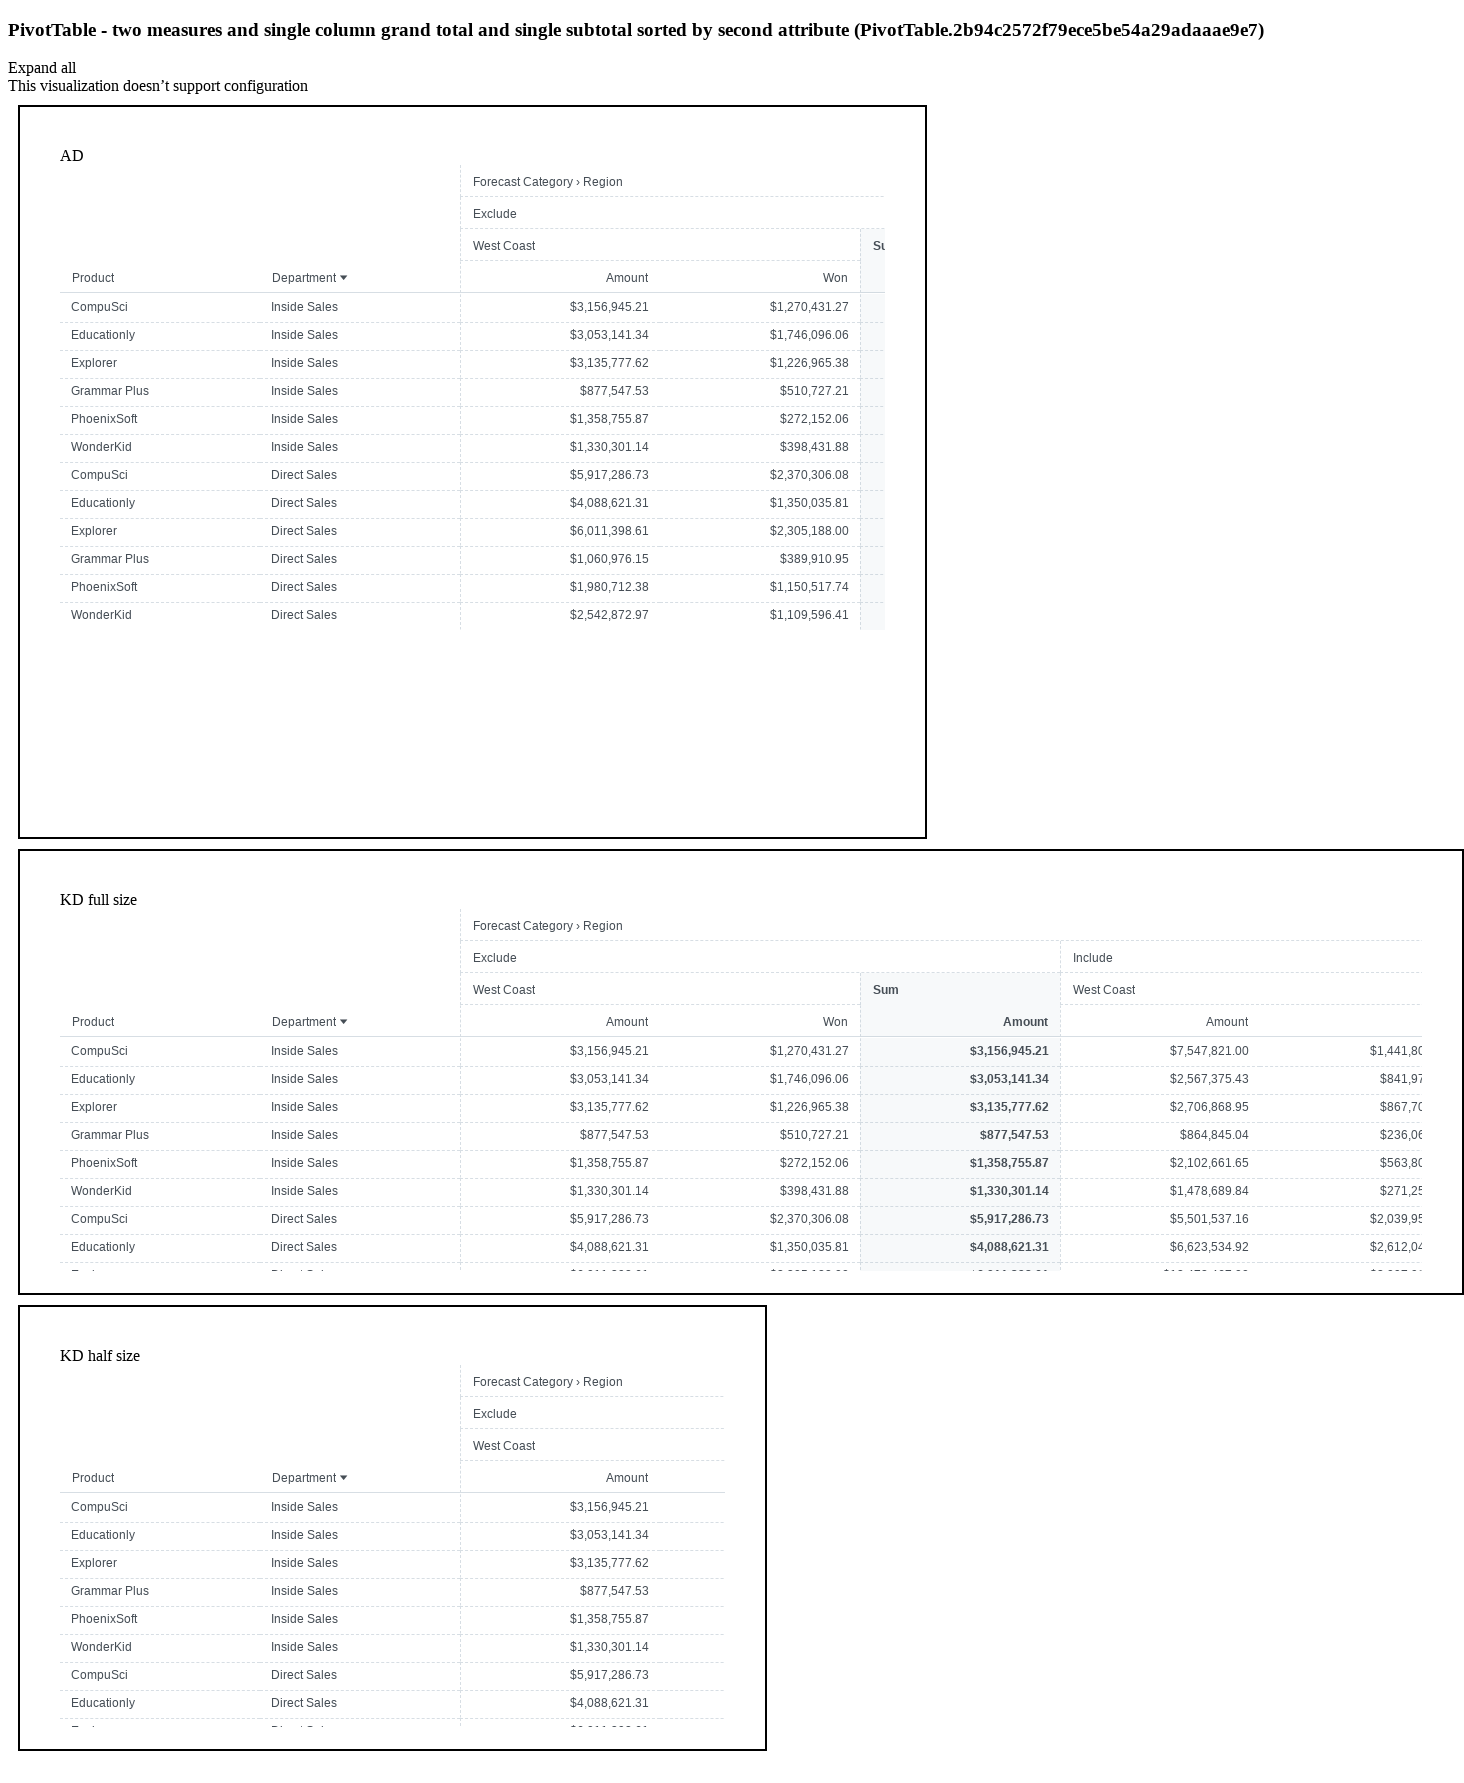 PivotTable - two measures and single column grand total and single subtotal sorted by second attribute (PivotTable.2b94c2572f79ece5be54a29adaaae9e7)
Expand all
This visualization doesn’t support configuration
AD
Forecast Category › Region
Exclude
West Coast
Product Department Amount Won
CompuSci Inside Sales $3,156,945.21 $1,270,431.27
Educationly Inside Sales $3,053,141.34 $1,746,096.06
Explorer Inside Sales $3,135,777.62 $1,226,965.38
Grammar Plus Inside Sales $877,547.53 $510,727.21
PhoenixSoft Inside Sales $1,358,755.87 $272,152.06
WonderKid Inside Sales $1,330,301.14 $398,431.88
CompuSci Direct Sales $5,917,286.73 $2,370,306.08
Educationly Direct Sales $4,088,621.31 $1,350,035.81
Explorer Direct Sales $6,011,398.61 $2,305,188.00
Grammar Plus Direct Sales $1,060,976.15 $389,910.95
PhoenixSoft Direct Sales $1,980,712.38 $1,150,517.74
WonderKid Direct Sales $2,542,872.97 $1,109,596.41
KD full size
Forecast Category › Region
Exclude Include
West Coast Sum West Coast
Product Department Amount Won Amount Amount
CompuSci Inside Sales $3,156,945.21 $1,270,431.27 $3,156,945.21 $7,547,821.00 $1,441,80
Educationly Inside Sales $3,053,141.34 $1,746,096.06 $3,053,141.34 $2,567,375.43 $841,97
Explorer Inside Sales $3,135,777.62 $1,226,965.38 $3,135,777.62 $2,706,868.95 $867,70
Grammar Plus Inside Sales $877,547.53 $510,727.21 $877,547.53 $864,845.04 $236,06
PhoenixSoft Inside Sales $1,358,755.87 $272,152.06 $1,358,755.87 $2,102,661.65 $563,80
WonderKid Inside Sales $1,330,301.14 $398,431.88 $1,330,301.14 $1,478,689.84 $271,25
CompuSci Direct Sales $5,917,286.73 $2,370,306.08 $5,917,286.73 $5,501,537.16 $2,039,95
Educationly Direct Sales $4,088,621.31 $1,350,035.81 $4,088,621.31 $6,623,534.92 $2,612,04
KD half size
Forecast Category › Region
Exclude
West Coast
Product Department Amount
CompuSci Inside Sales $3,156,945.21
Educationly Inside Sales $3,053,141.34
Explorer Inside Sales $3,135,777.62
Grammar Plus Inside Sales $877,547.53
PhoenixSoft Inside Sales $1,358,755.87
WonderKid Inside Sales $1,330,301.14
CompuSci Direct Sales $5,917,286.73
Educationly Direct Sales $4,088,621.31